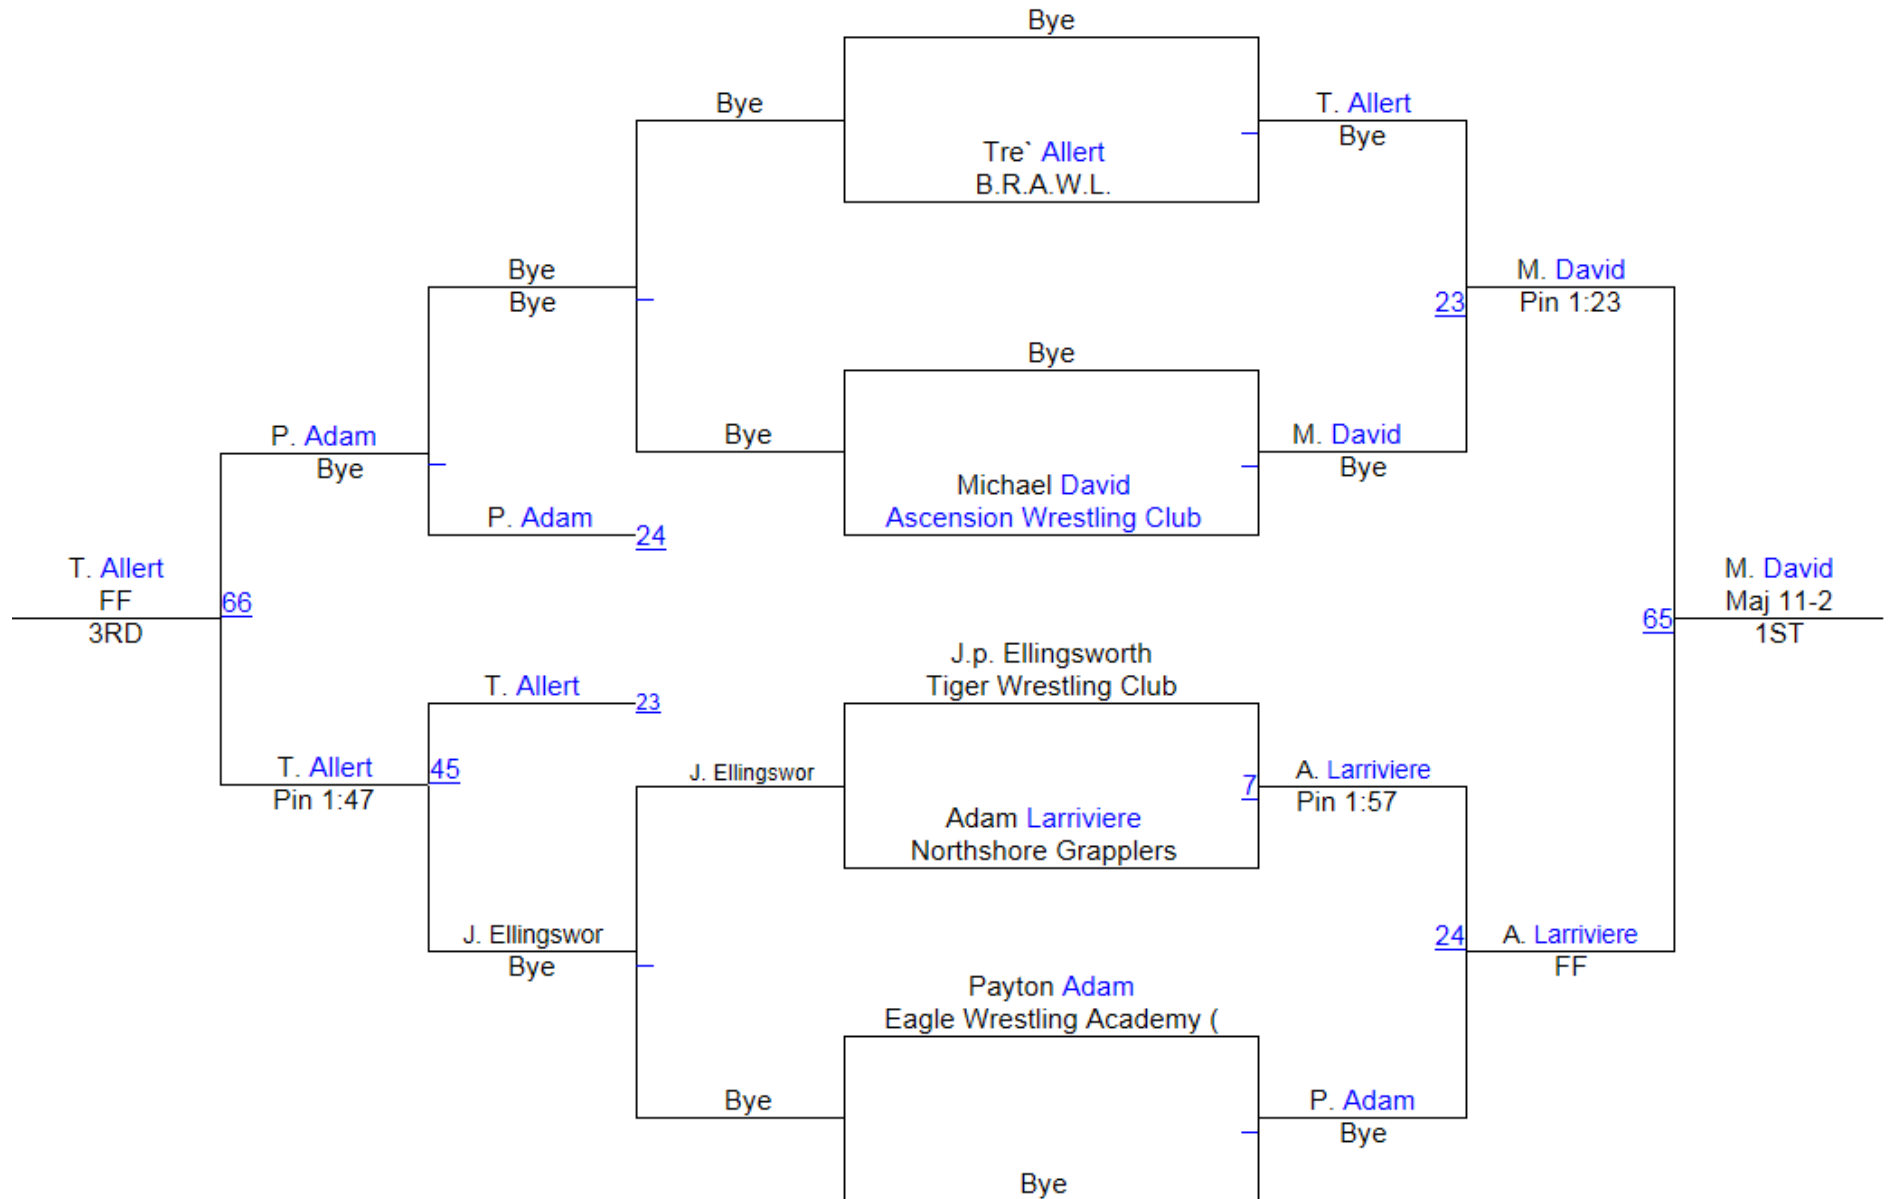 Bye
Bye
T. Allert
Bye
Tre` Allert
B.R.A.W.L.
Bye
Bye
M. David
Pin 1:23
23
Bye
Bye
M. David
Bye
P. Adam
Bye
Michael David
Ascension Wrestling Club
P. Adam
24
T. Allert
FF
3RD
66
M. David
Maj 11-2
1ST
65
J.p. Ellingsworth
Tiger Wrestling Club
T. Allert
23
T. Allert
Pin 1:47
45
J. Ellingswor
7
A. Larriviere
Pin 1:57
Adam Larriviere
Northshore Grapplers
J. Ellingswor
Bye
24
A. Larriviere
FF
Payton Adam
Eagle Wrestling Academy (
Bye
P. Adam
Bye
Bye